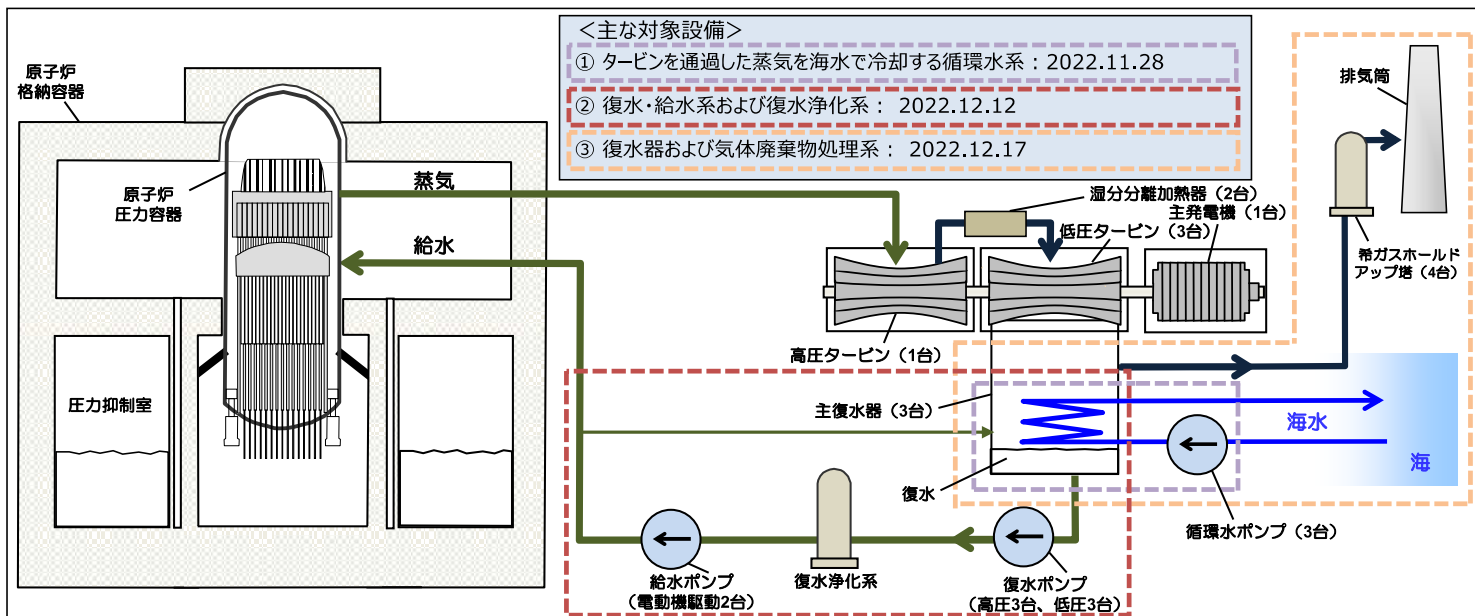 <主な対象設備>
① タービンを通過した蒸気を海水で冷却する循環水系：2022.11.28
② 復水・給水系および復水浄化系： 2022.12.12
③ 復水器および気体廃棄物処理系： 2022.12.17
原子炉
格納容器
排気筒
原子炉
圧力容器
蒸気
給水
湿分分離加熱器（2台）
主発電機（1台）
低圧タービン（3台）
希ガスホールド
アップ塔（4台）
高圧タービン（1台）
圧力抑制室
主復水器（3台）
海水
海
復水
循環水ポンプ（3台）
給水ポンプ
（電動機駆動2台）
復水浄化系
復水ポンプ
（高圧3台、低圧3台）